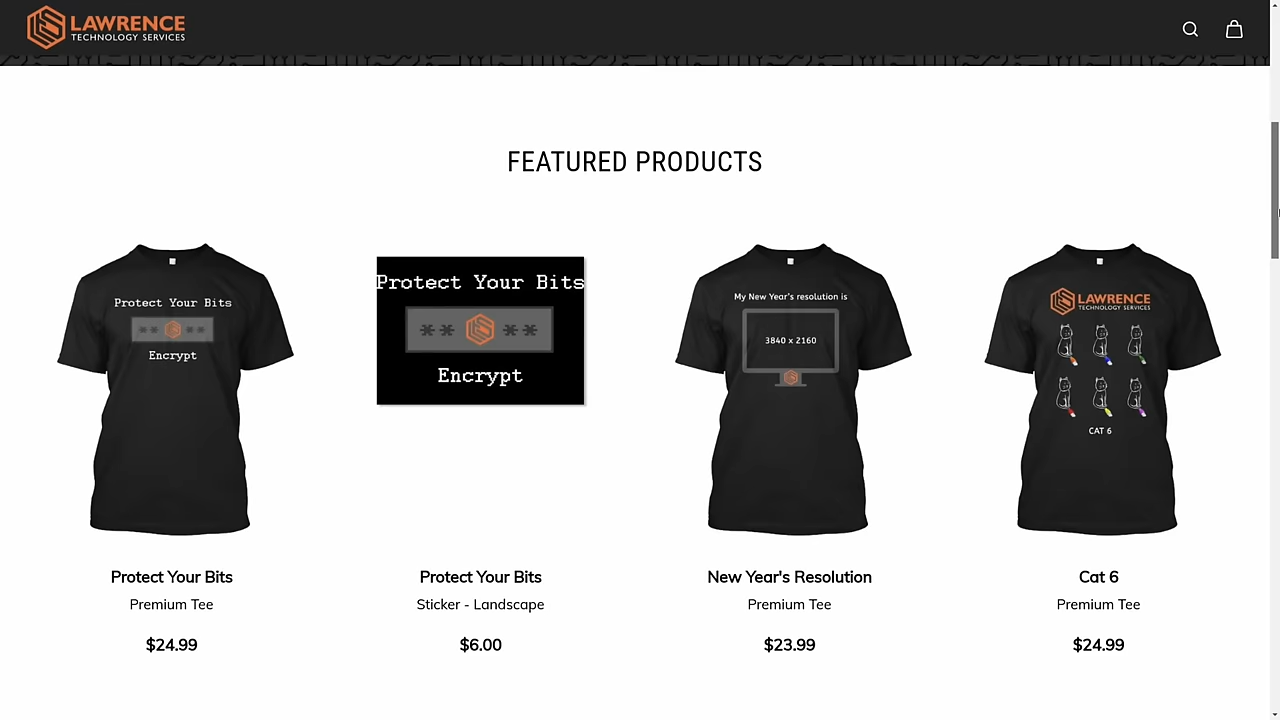 LAWRENCE
TECHNOLOGY SERVICES
FEATURED PRODUCTS
Protect Your Bits
** **
Encrypt
Protect Your Bits
** **
Encrypt
My New Year's resolution is
3840 x 2160
LAWRENCE
TECHNOLOGY SERVICES
CAT 6
Protect Your Bits
Premium Tee
$24.99
Protect Your Bits
Sticker - Landscape
$6.00
New Year's Resolution
Premium Tee
$23.99
Cat 6
Premium Tee
$24.99